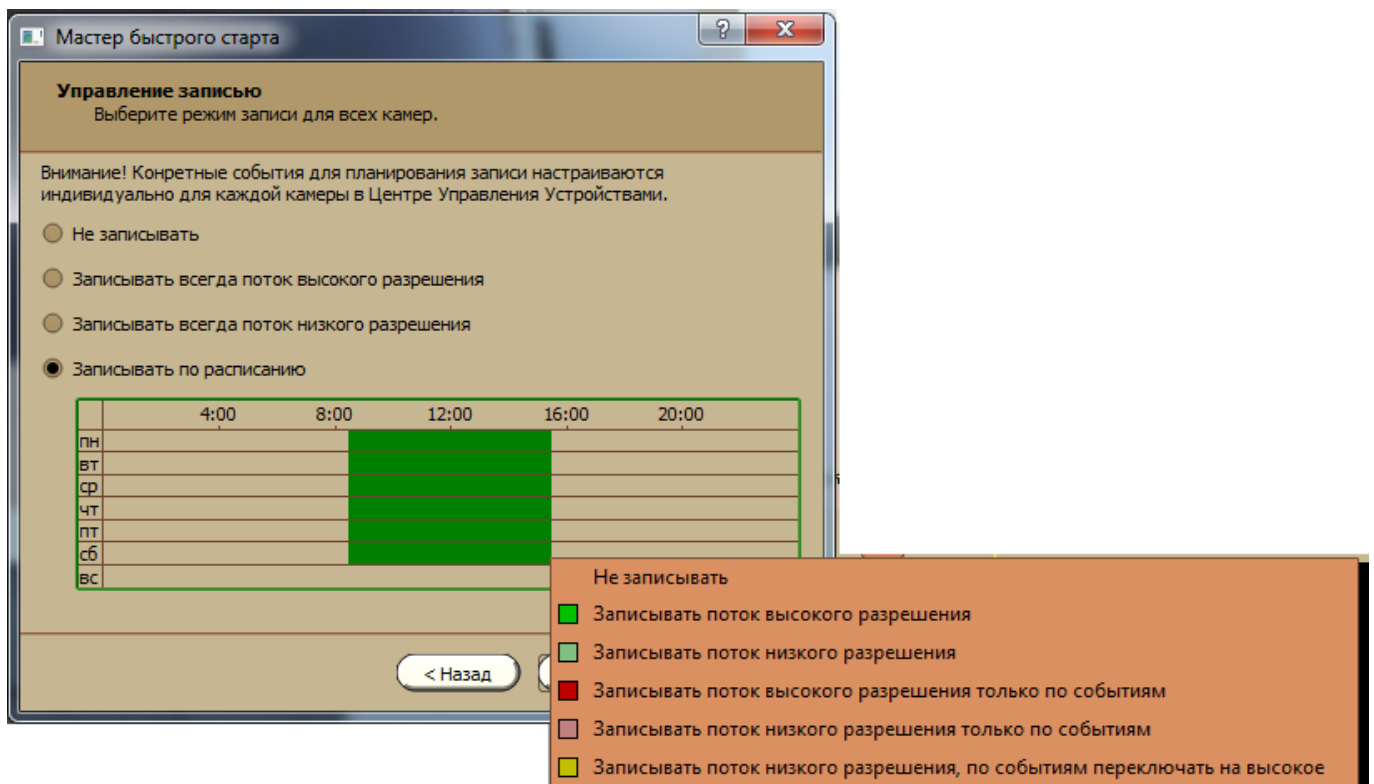 Мастер быстрого старта
?
X
Управление записью
Выберите режим записи для всех камер.
Внимание! Конретные события для планирования записи настраиваются
индивидуально для каждой камеры в Центре Управления Устройствами.
Не записывать
Записывать всегда поток высокого разрешения
Записывать всегда поток низкого разрешения
Записывать по расписанию
4:00 8:00 12:00 16:00 20:00
пн
вт
ср
чт
пт
сб
вс
< Назад
Не записывать
Записывать поток высокого разрешения
Записывать поток низкого разрешения
Записывать поток высокого разрешения только по событиям
Записывать поток низкого разрешения только по событиям
Записывать поток низкого разрешения, по событиям переключать на высокое